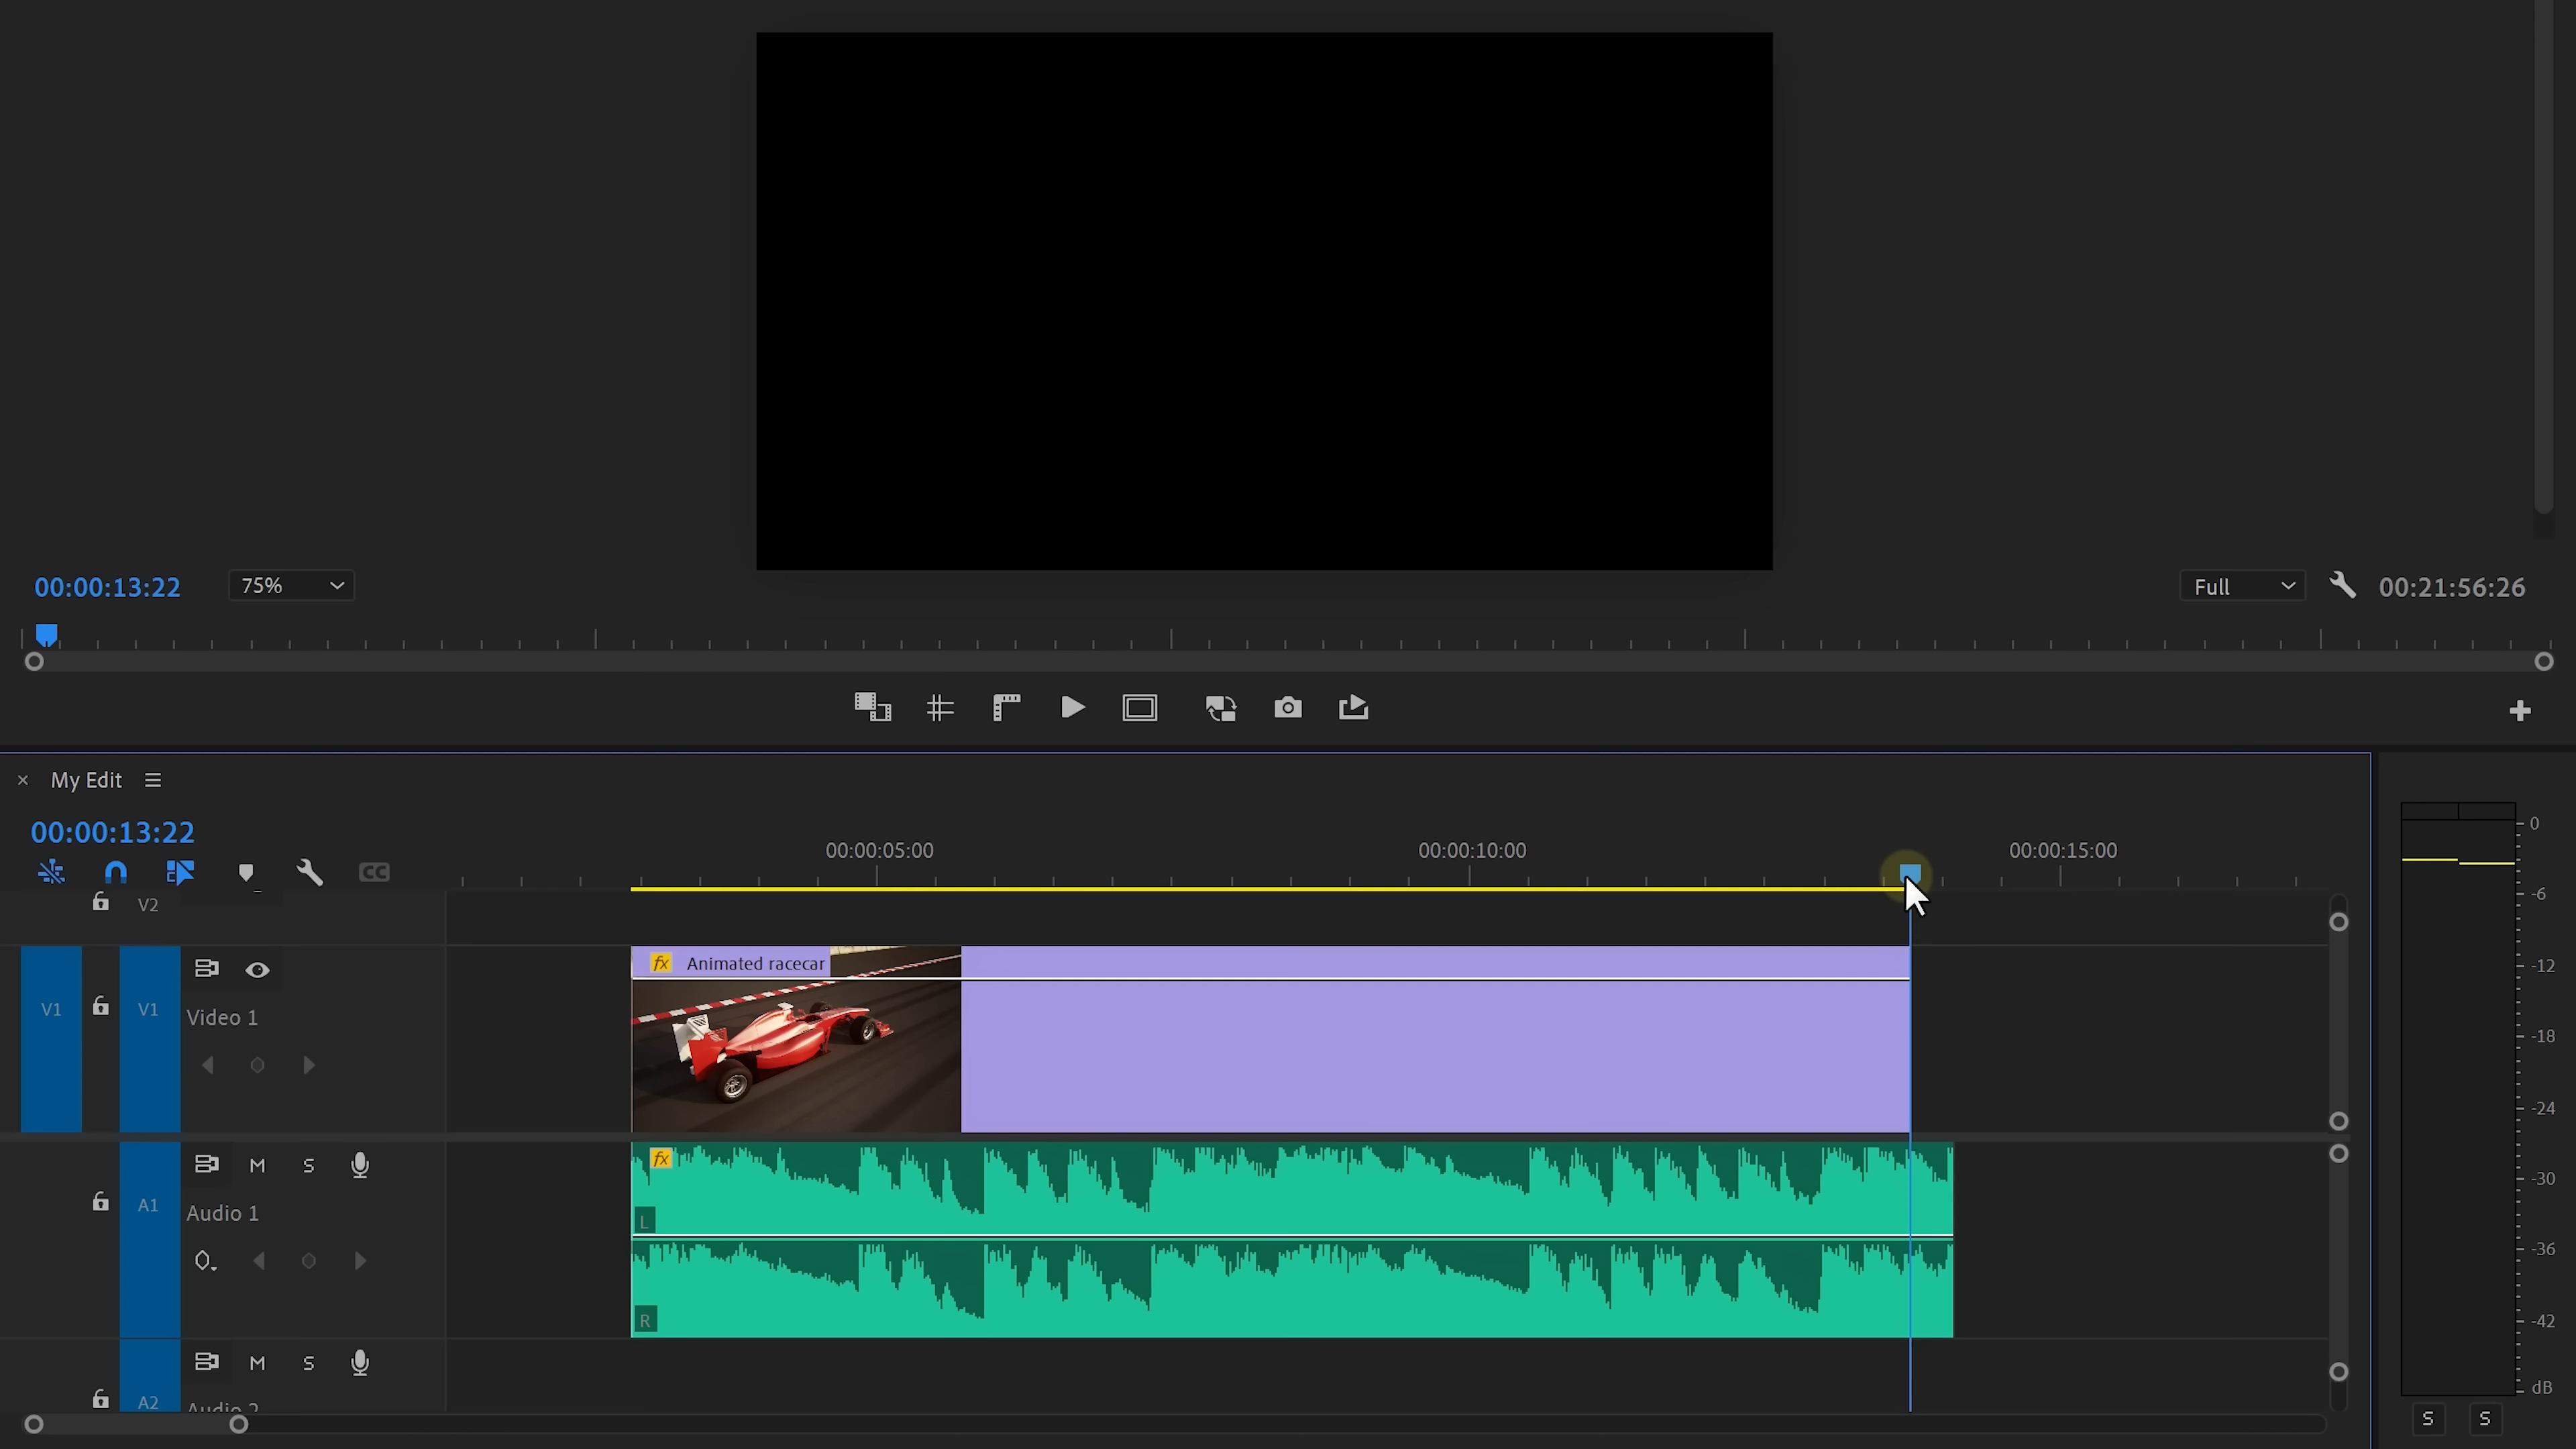 00:00:13:22 75% Full 00:21:56:26
× My Edit
00:00:13:22
00:00:05:00 00:00:10:00 00:00:15:00
CC
V2
fx Animated racecar
V1 V1 Video 1
M S fx
A1 Audio 1
L
R
M S
A2 Audio 2
0
-6
-12
-18
-24
-30
-36
-42
dB
S S